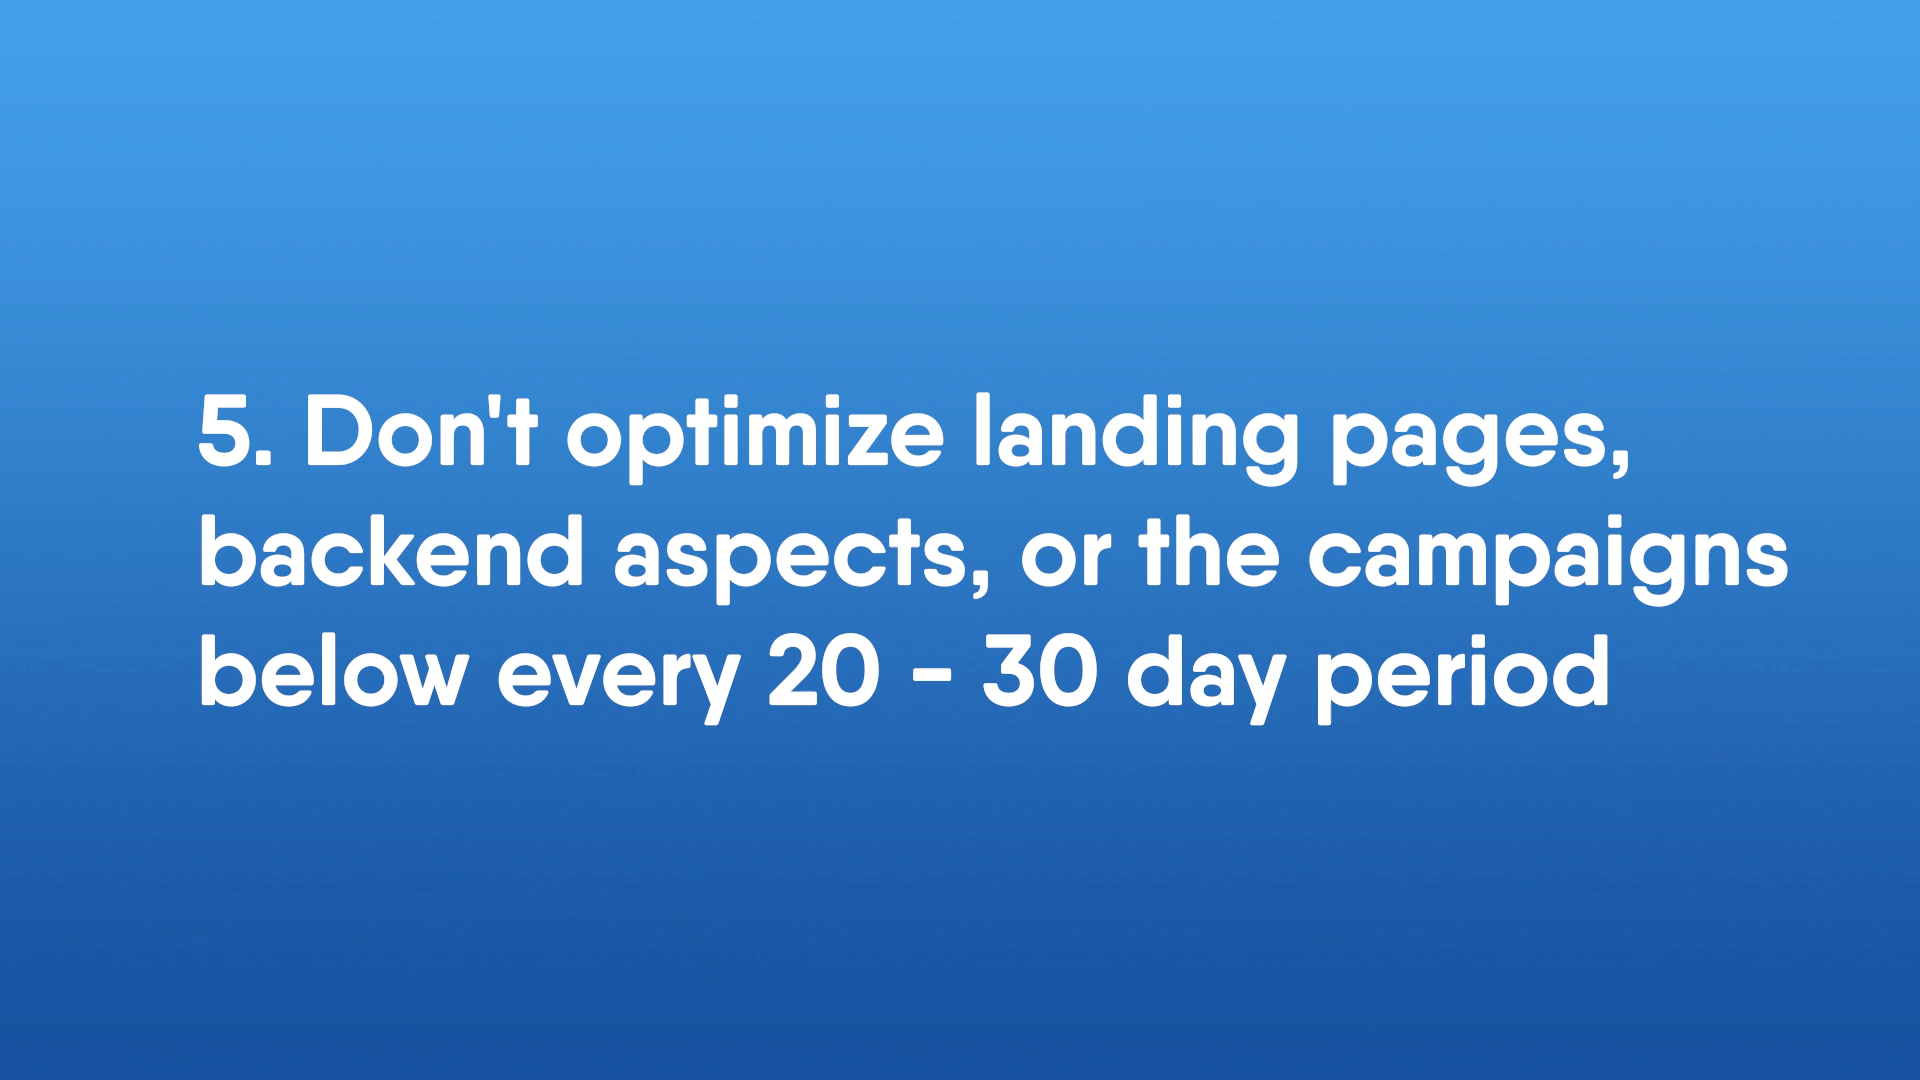 5. Don't optimize landing pages,
backend aspects, or the campaigns
below every 20 - 30 day period